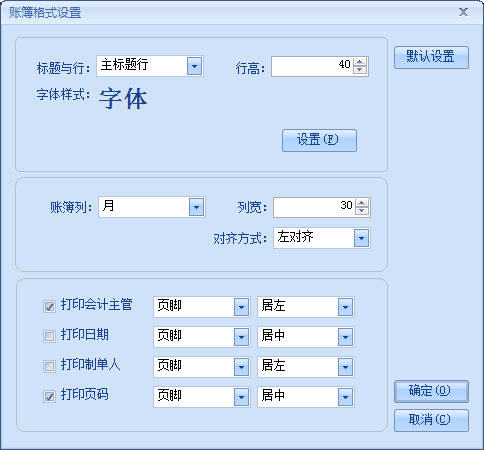 账簿格式设置
标题与行: 主标题行 行高: 40 默认设置
字体样式: 字体
设置(F)
账簿列: 月 列宽: 30
对齐方式: 左对齐
打印会计主管 页脚 居左
打印日期 页脚 居中
打印制单人 页脚 居左
打印页码 页脚 居中
确定(O)
取消(C)